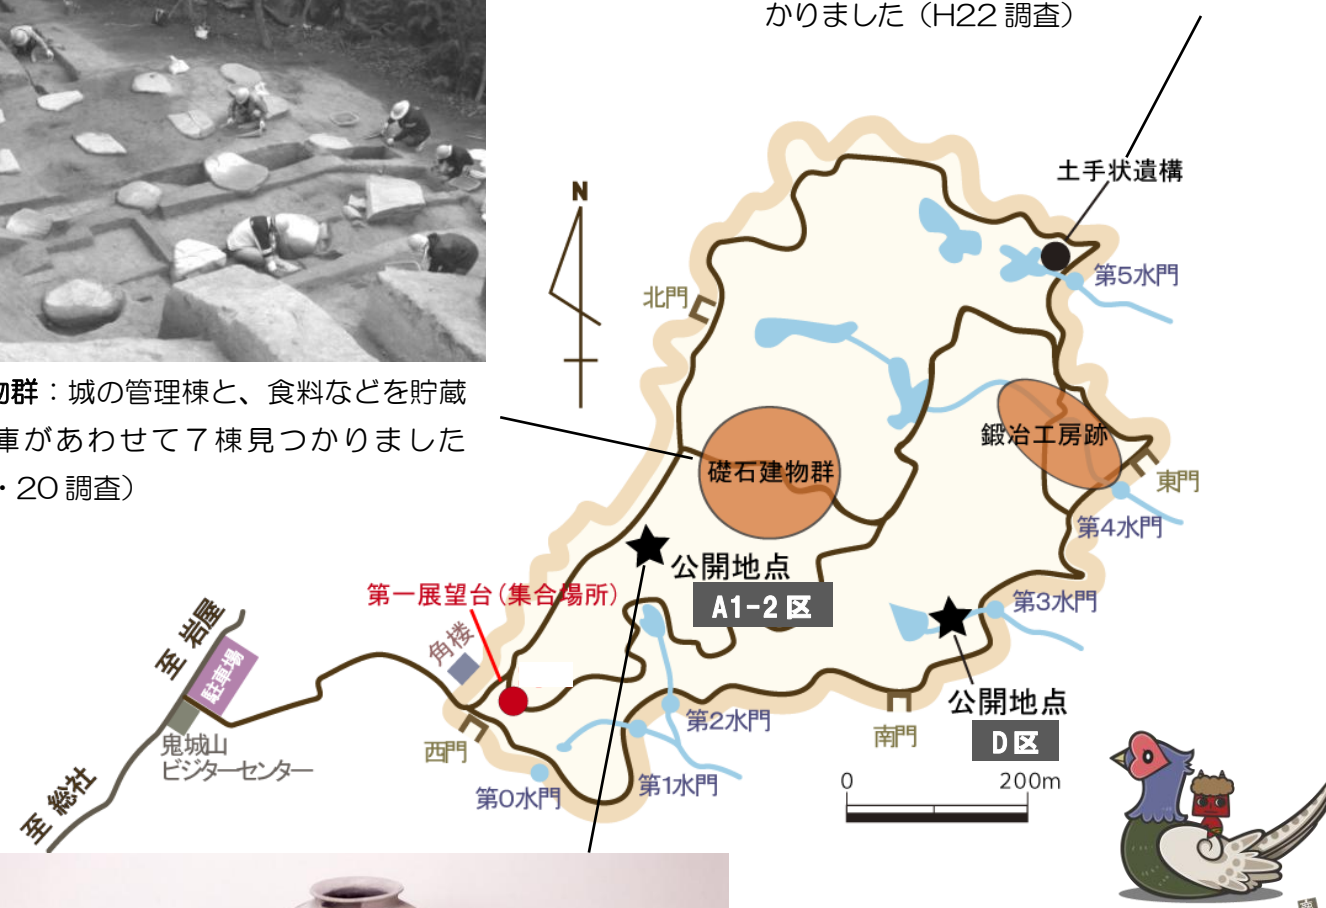 かりました（H22 調査）
土手状遺構
N
第5水門
北門
物群：城の管理棟と、食料などを貯蔵
庫があわせて７棟見つかりました
・20 調査）
鍛冶工房跡
礎石建物群
東門
第4水門
公開地点
A1-2 区
第一展望台（集合場所）
第3水門
角楼
至 岩屋
駐車場
公開地点
D 区
第2水門
南門
西門
鬼城山
ビジターセンター
第1水門
第0水門
0 200m
至 総社